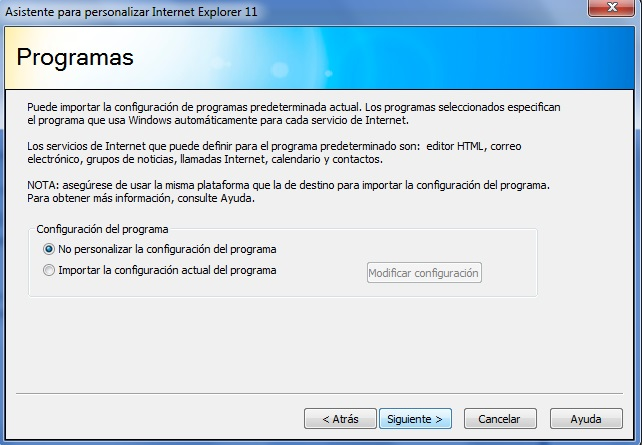 Asistente para personalizar Internet Explorer 11
Programas
Puede importar la configuración de programas predeterminada actual. Los programas seleccionados especifican
el programa que usa Windows automáticamente para cada servicio de Internet.
Los servicios de Internet que puede definir para el programa predeterminado son:  editor HTML, correo
electrónico, grupos de noticias, llamadas Internet, calendario y contactos.
NOTA: asegúrese de usar la misma plataforma que la de destino para importar la configuración del programa.
Para obtener más información, consulte Ayuda.
Configuración del programa
No personalizar la configuración del programa
Importar la configuración actual del programa
Modificar configuración
< Atrás
Siguiente >
Cancelar
Ayuda